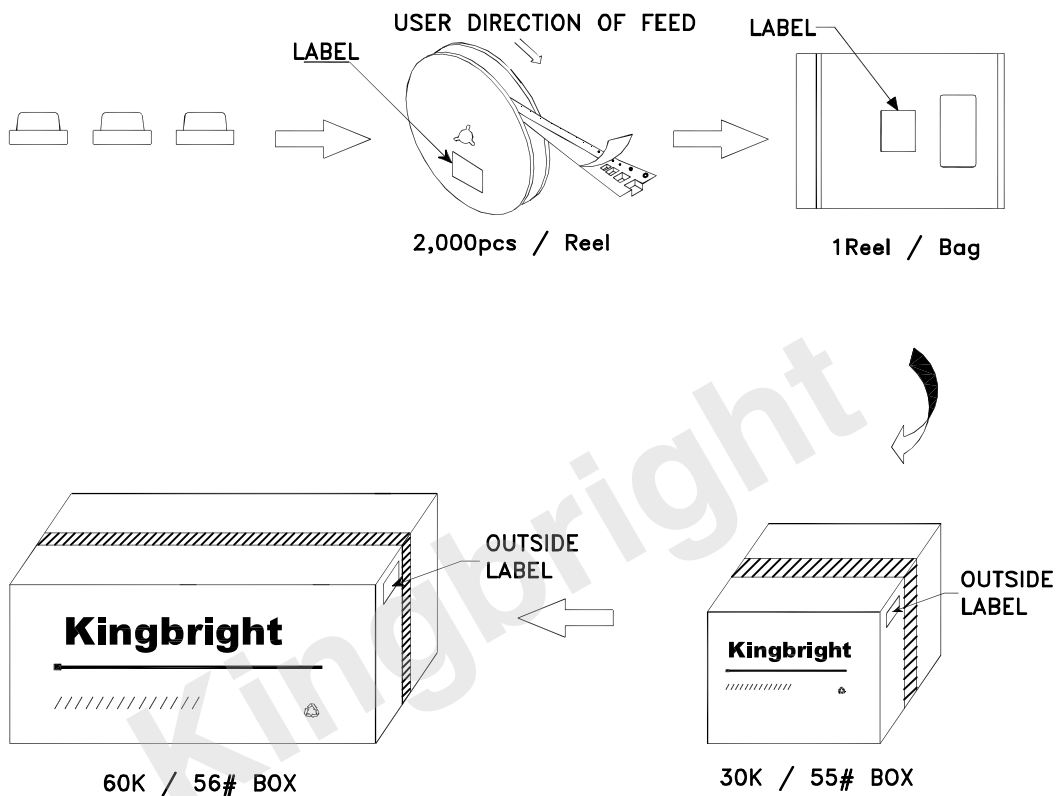 USER DIRECTION OF FEED
LABEL
LABEL
2,000pcs / Reel
1Reel / Bag
OUTSIDE
LABEL
OUTSIDE
LABEL
Kingbright
Kingbright
60K / 56# BOX
30K / 55# BOX
Kingbright